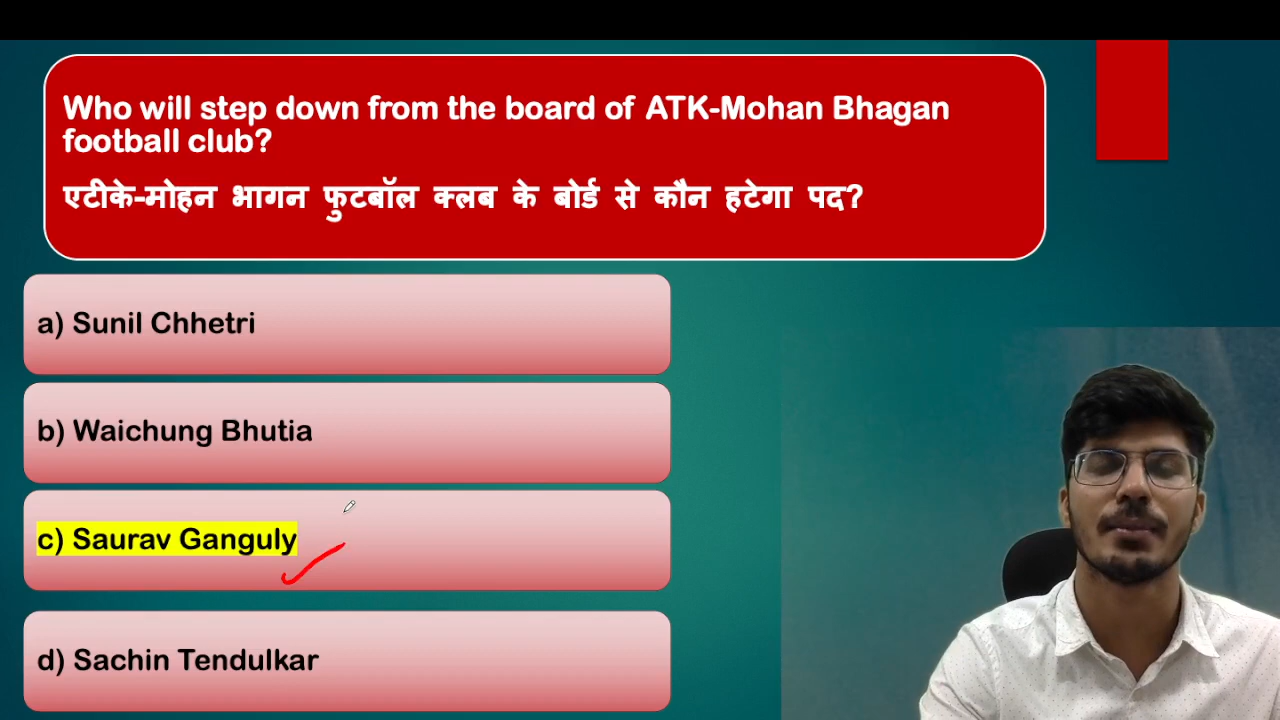 Who will step down from the board of ATK-Mohan Bhagan
football club?
एटीके-मोहन भागन फुटबॉल क्लब के बोर्ड से कौन हटेगा पद?
a) Sunil Chhetri
b) Waichung Bhutia
c) Saurav Ganguly
d) Sachin Tendulkar